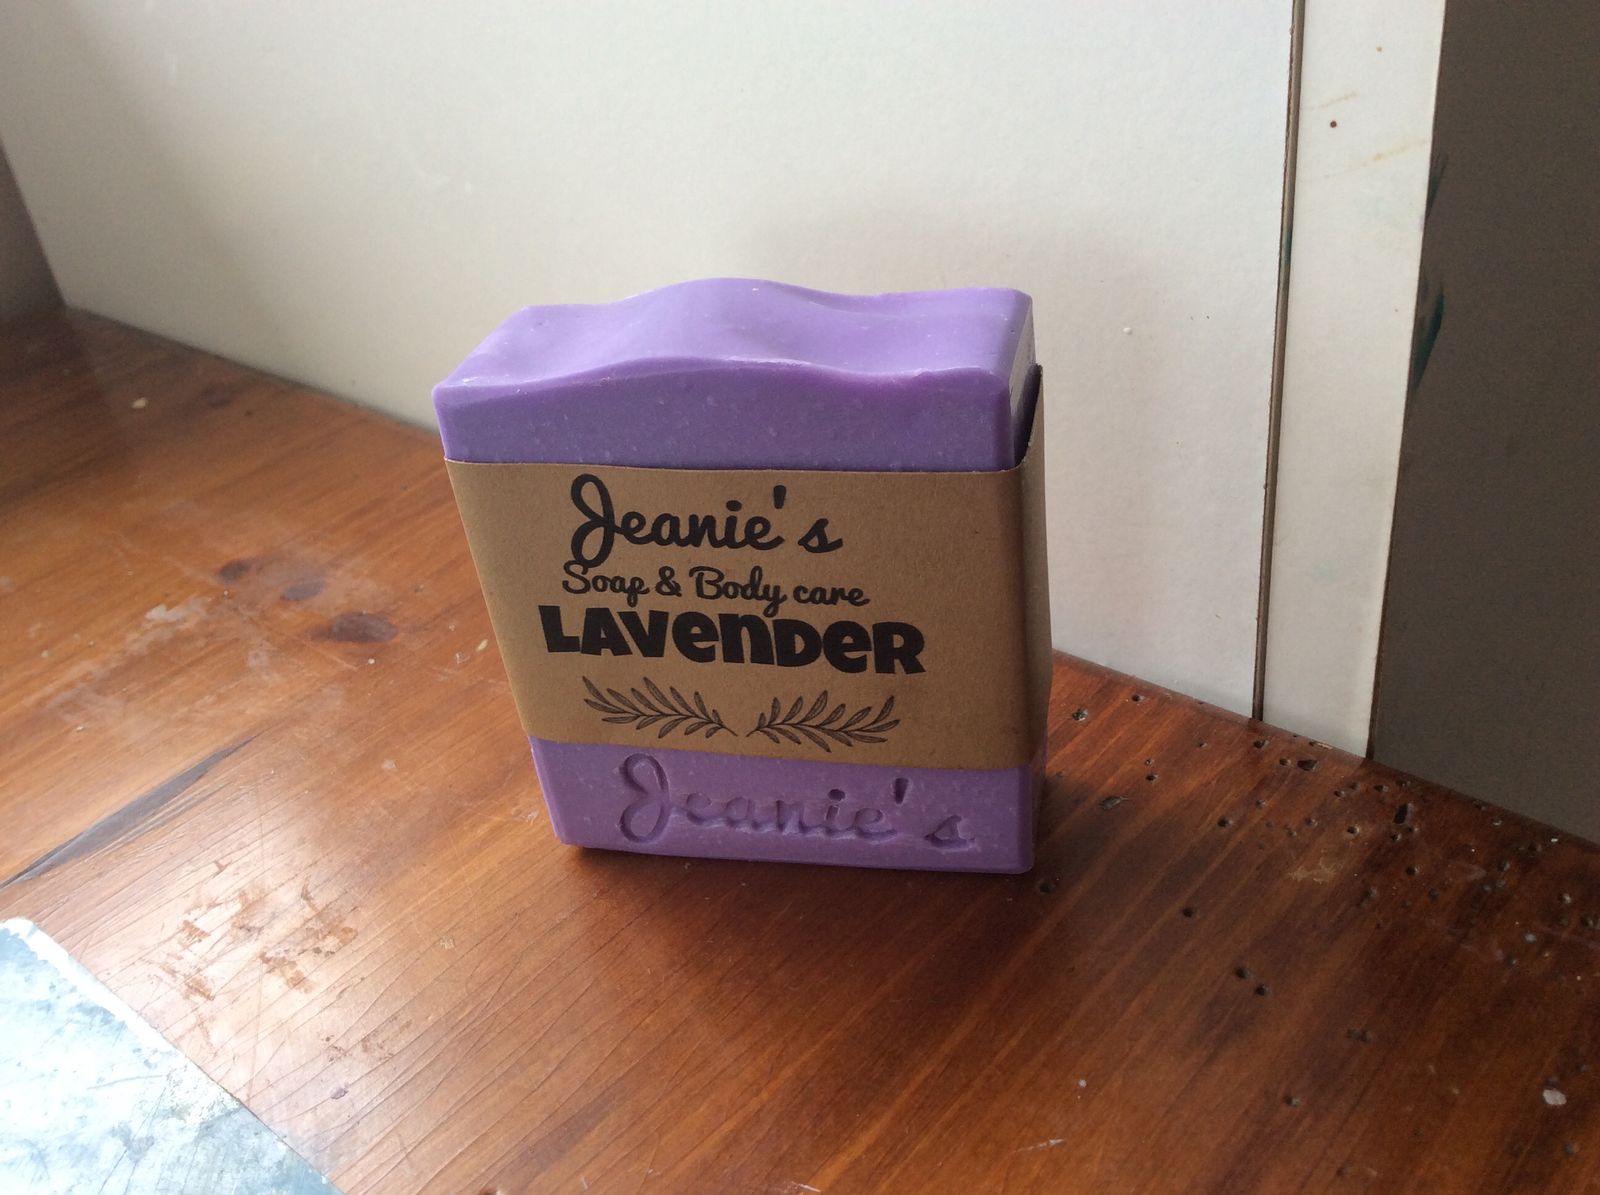 Jeanie's
Soap & Body care
LAVENDER
Jeanie's